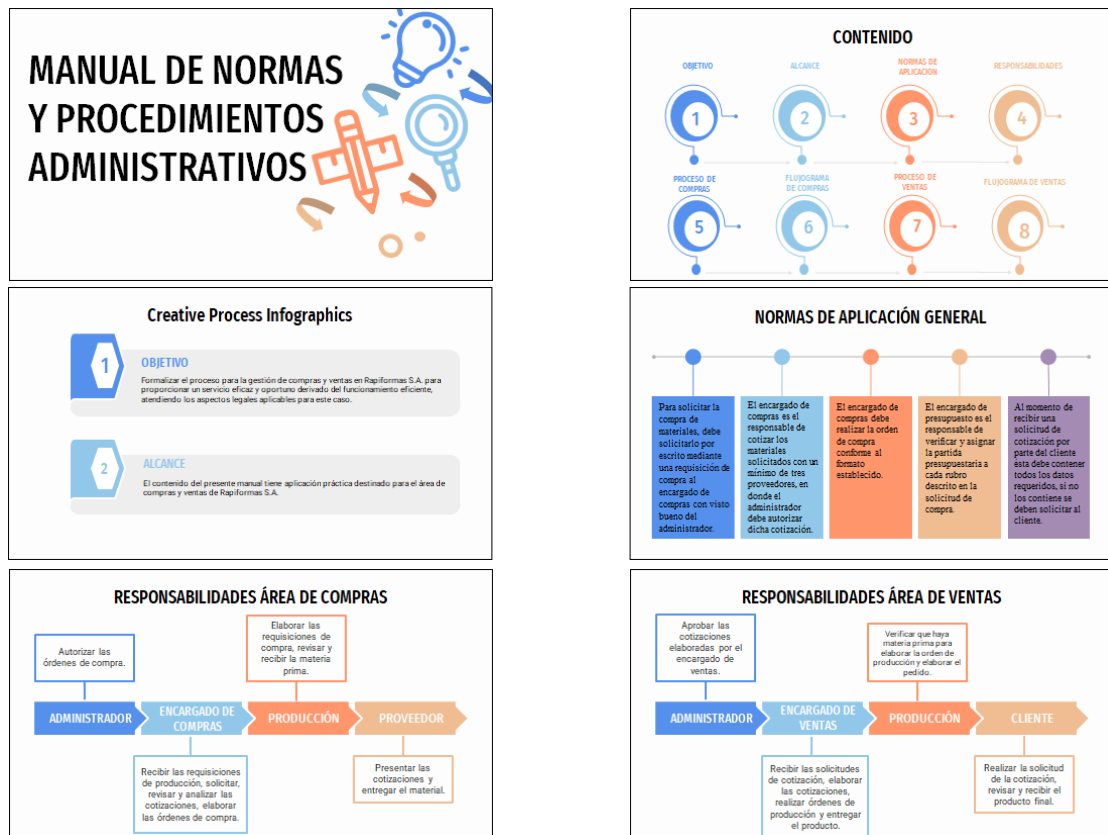 MANUAL DE NORMAS
Y PROCEDIMIENTOS
ADMINISTRATIVOS
CONTENIDO
OBJETIVO
1
ALCANCE
2
NORMAS DE
APLICACION
3
RESPONSABILIDADES
4
PROCESO DE
COMPRAS
5
FLUJOGRAMA
DE COMPRAS
6
PROCESO DE
VENTAS
7
FLUJOGRAMA DE VENTAS
8
Creative Process Infographics
1
OBJETIVO
Formalizar el proceso para la gestión de compras y ventas en Rapiformas S.A. para
proporcionar un servicio eficaz y oportuno derivado del funcionamiento eficiente,
atendiendo los aspectos legales aplicables para este caso.
2
ALCANCE
El contenido del presente manual tiene aplicación práctica destinado para el área de
compras y ventas de Rapiformas S.A.
NORMAS DE APLICACIÓN GENERAL
Para solicitar la
compra de
materiales, debe
solicitarlo por
escrito mediante
una requisición de
compra al
encargado de
compras con visto
bueno del
administrador.
El encargado de
compras es el
responsable de
cotizar los
materiales
solicitados con un
mínimo de tres
proveedores, en
donde el
administrador
debe autorizar
dicha cotización.
El encargado de
compras debe
realizar la orden
de compra
conforme al
formato
establecido.
El encargado de
presupuesto es el
responsable de
verificar y asignar
la partida
presupuestaria a
cada rubro
descrito en la
solicitud de
compra.
Al momento de
recibir una
solicitud de
cotización por
parte del cliente
ésta debe contener
todos los datos
requeridos, si no
los contiene se
deben solicitar al
cliente.
RESPONSABILIDADES ÁREA DE COMPRAS
Autorizar las
órdenes de compra.
Elaborar las
requisiciones de
compra, revisar y
recibir la materia
prima.
ADMINISTRADOR
ENCARGADO DE
COMPRAS
PRODUCCIÓN
PROVEEDOR
Recibir las requisiciones
de producción, solicitar,
revisar y analizar las
cotizaciones, elaborar
las órdenes de compra.
Presentar las
cotizaciones y
entregar el material.
RESPONSABILIDADES ÁREA DE VENTAS
Aprobar las
cotizaciones
elaboradas por el
encargado de
ventas.
Verificar que haya
materia prima para
elaborar la orden de
producción y elaborar el
pedido.
ADMINISTRADOR
ENCARGADO DE
VENTAS
PRODUCCIÓN
CLIENTE
Recibir las solicitudes
de cotización, elaborar
las cotizaciones,
realizar órdenes de
producción y entregar
el producto.
Realizar la solicitud
de la cotización,
revisar y recibir el
producto final.